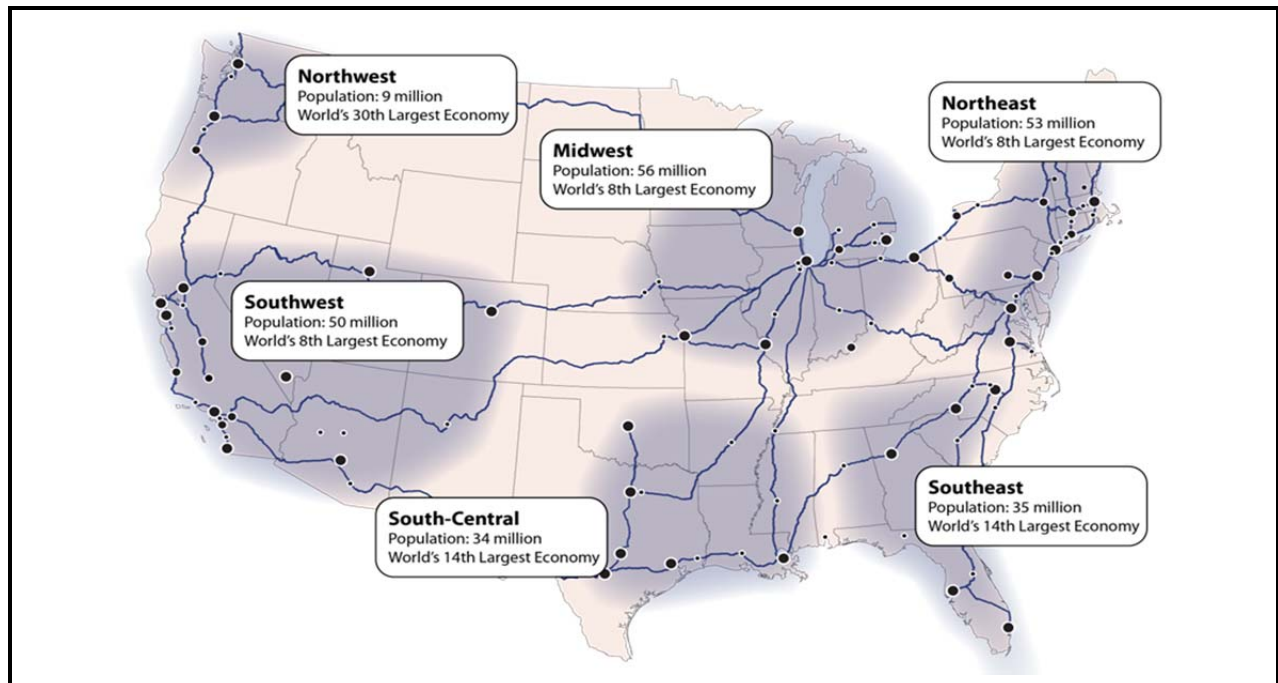 Northwest
Population: 9 million
World's 30th Largest Economy
Northeast
Population: 53 million
World's 8th Largest Economy
Midwest
Population: 56 million
World's 8th Largest Economy
Southwest
Population: 50 million
World's 8th Largest Economy
South-Central
Population: 34 million
World's 14th Largest Economy
Southeast
Population: 35 million
World's 14th Largest Economy